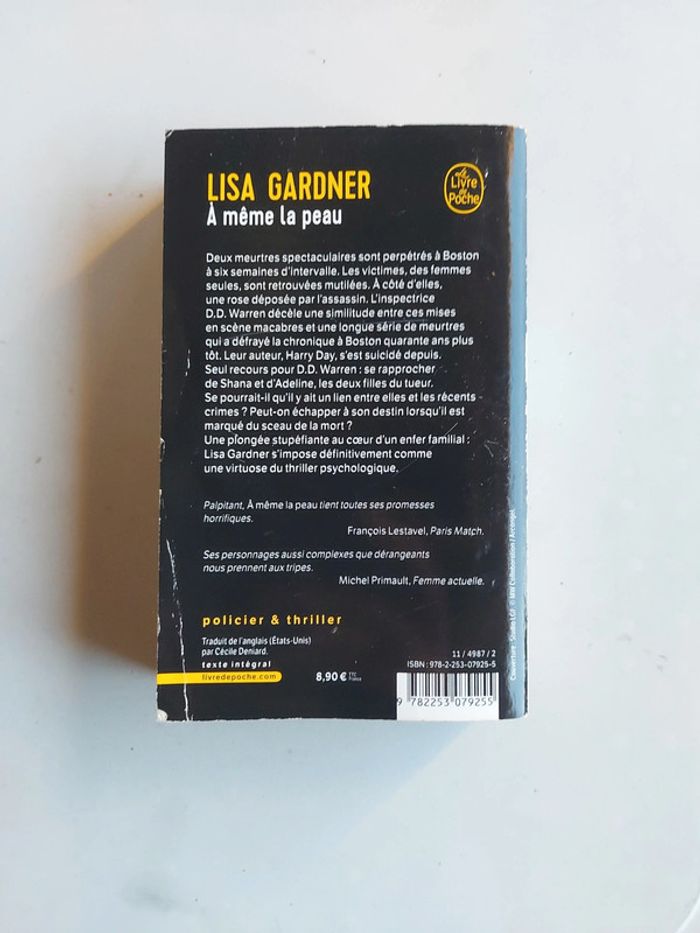 LISA GARDNER
À même la peau
Le
Livre
de
Poche
Deux meurtres spectaculaires sont perpétrés à Boston
à six semaines d'intervalle. Les victimes, des femmes
seules, sont retrouvées mutilées. À côté d'elles,
une rose déposée par l'assassin. L'inspectrice
D.D. Warren décèle une similitude entre ces mises
en scène macabres et une longue série de meurtres
qui a défrayé la chronique à Boston quarante ans plus
tôt. Leur auteur, Harry Day, s'est suicidé depuis.
Seul recours pour D.D. Warren : se rapprocher
de Shana et d'Adeline, les deux filles du tueur.
Se pourrait-il qu'il y ait un lien entre elles et les récents
crimes ? Peut-on échapper à son destin lorsqu'il est
marqué du sceau de la mort ?
Une plongée stupéfiante au cœur d'un enfer familial :
Lisa Gardner s'impose définitivement comme
une virtuose du thriller psychologique.
Palpitant, À même la peau tient toutes ses promesses
horrifiques.
François Lestavel, Paris Match.
Ses personnages aussi complexes que dérangeants
nous prennent aux tripes.
Michel Primault, Femme actuelle.
policier & thriller
Traduit de l'anglais (États-Unis)
par Cécile Deniard.
texte intégral
livredepoche.com
8,90 € TTC
France
11 / 4987 / 2
ISBN : 978-2-253-07925-5
9 782253 079255
Couverture : Studio LGF © MW Collaboration / Arcangel.